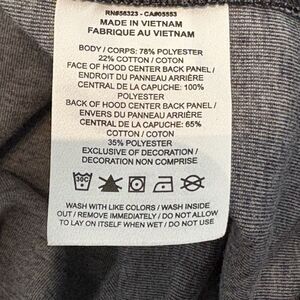 RN#56323 - CA#05553
MADE IN VIETNAM
FABRIQUE AU VIETNAM
BODY / CORPS: 78% POLYESTER
22% COTTON / COTON
FACE OF HOOD CENTER BACK PANEL /
ENDROIT DU PANNEAU ARRIÈRE
CENTRAL DE LA CAPUCHE: 100%
POLYESTER
BACK OF HOOD CENTER BACK PANEL /
ENVERS DU PANNEAU ARRIÈRE
CENTRAL DE LA CAPUCHE: 65%
COTTON / COTON
35% POLYESTER
EXCLUSIVE OF DECORATION /
DECORATION NON COMPRISE
30C
WASH WITH LIKE COLORS / WASH INSIDE
OUT / REMOVE IMMEDIATELY / DO NOT ALLOW
TO LAY ON ITSELF WHEN WET / DO NOT USE